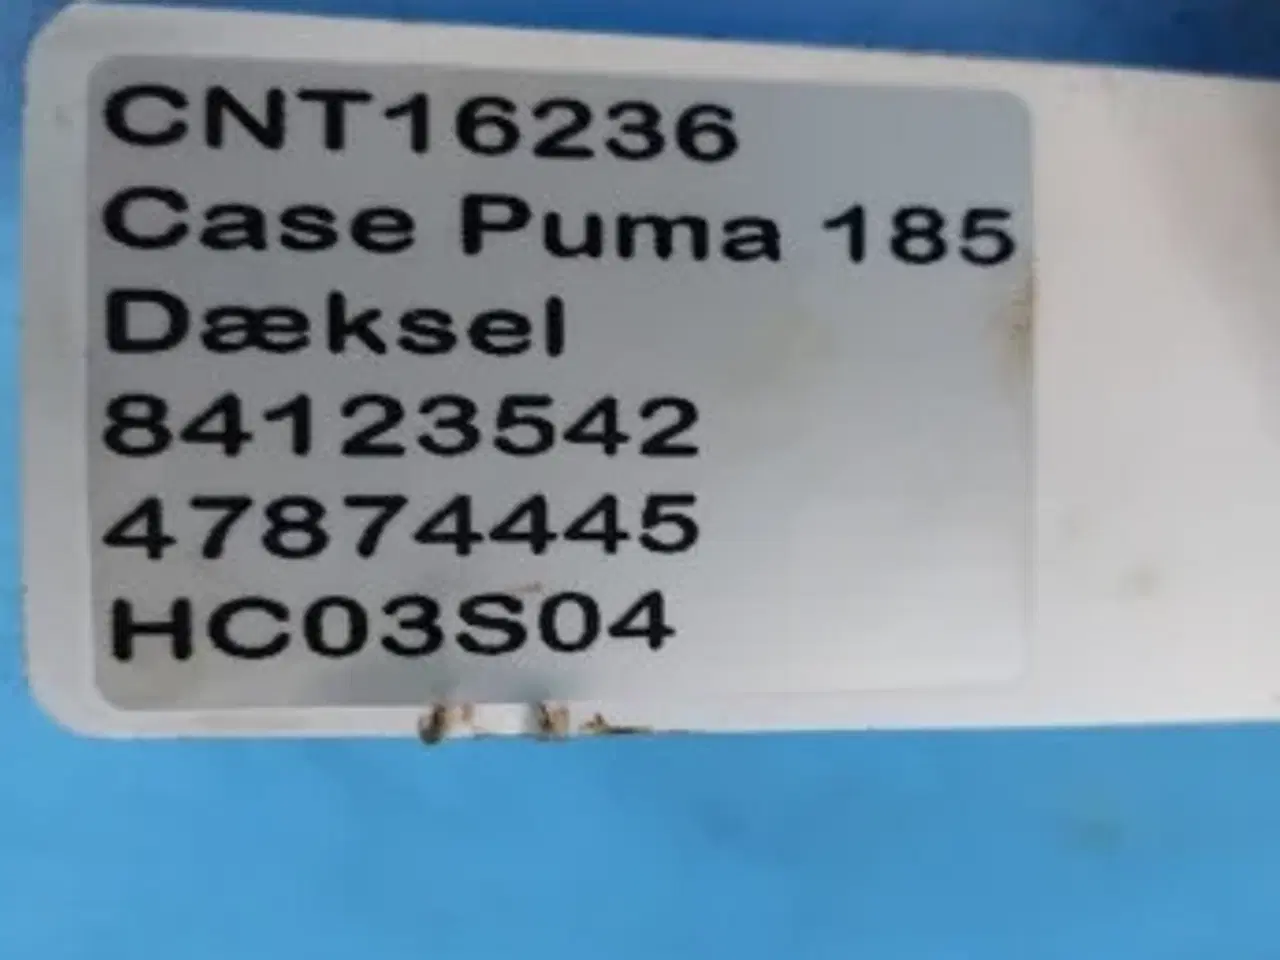 CNT16236
Case Puma 185
Dæksel
84123542
47874445
HC03S04